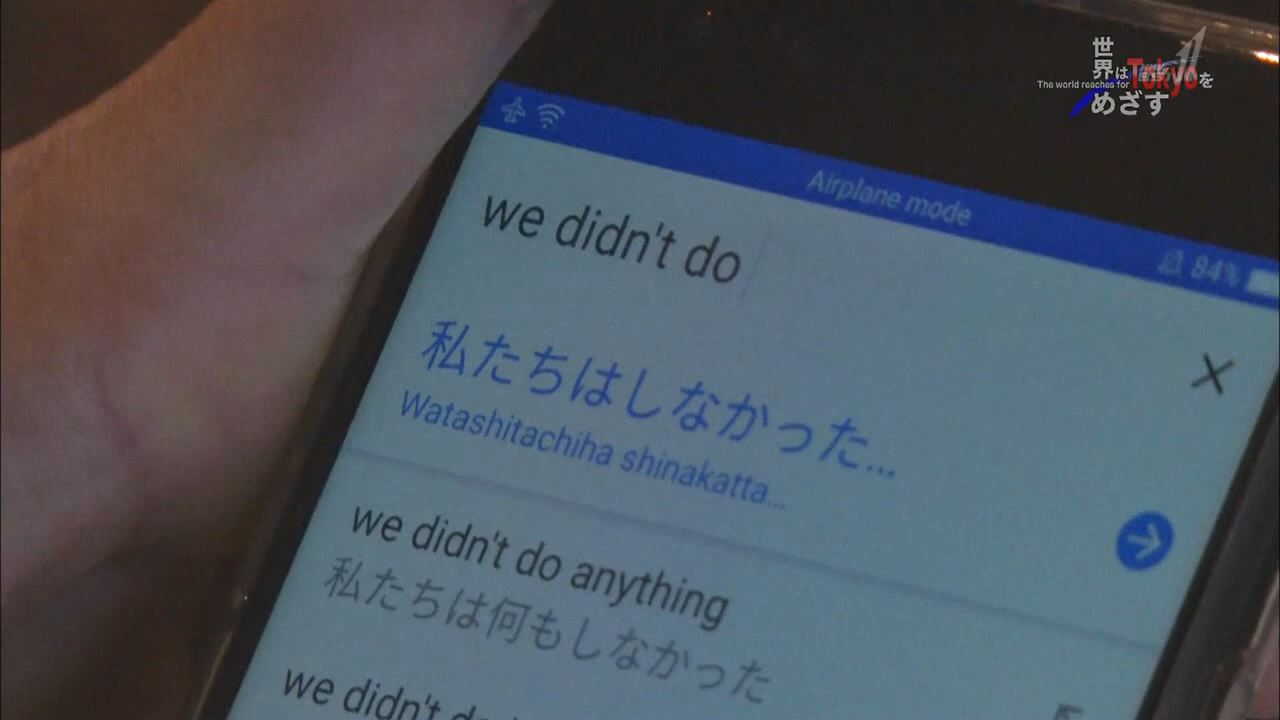 世界は Tokyo を
The world reaches for
めざす
Airplane mode
84%
we didn't do
私たちはしなかった...
Watashitachiha shinakatta...
we didn't do anything
私たちは何もしなかった
we didn't